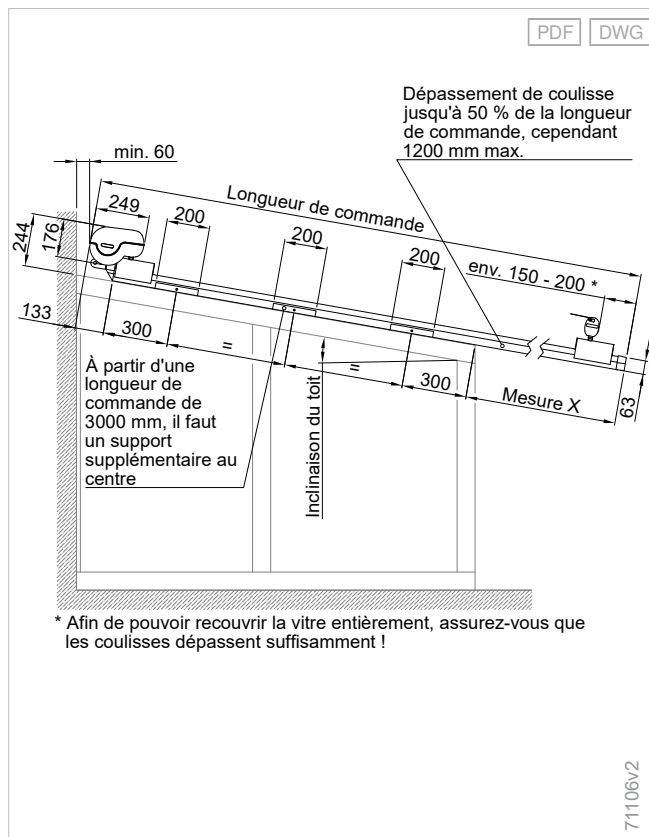 PDF
DWG
Dépassement de coulisse
jusqu'à 50 % de la longueur
de commande, cependant
1200 mm max.
min. 60
Longueur de commande
249
200
200
200
244
176
env. 150 - 200 *
133
300
=
=
300
Mesure X
63
À partir d'une
longueur de
commande de
3000 mm, il faut
un support
supplémentaire au
centre
Inclinaison du toit
* Afin de pouvoir recouvrir la vitre entièrement, assurez-vous que
les coulisses dépassent suffisamment !
71106v2